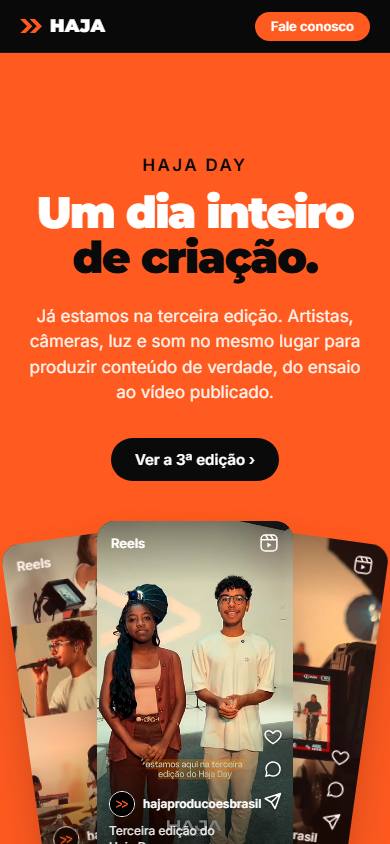 HAJA
Fale conosco
HAJA DAY
Um dia inteiro
de criação.
Já estamos na terceira edição. Artistas,
câmeras, luz e som no mesmo lugar para
produzir conteúdo de verdade, do ensaio
ao vídeo publicado.
Ver a 3ª edição ›
Reels
Reels
estamos aqui na terceira
edição do Haja Day
hajaproducoesbrasil
Terceira edição do
HAJA